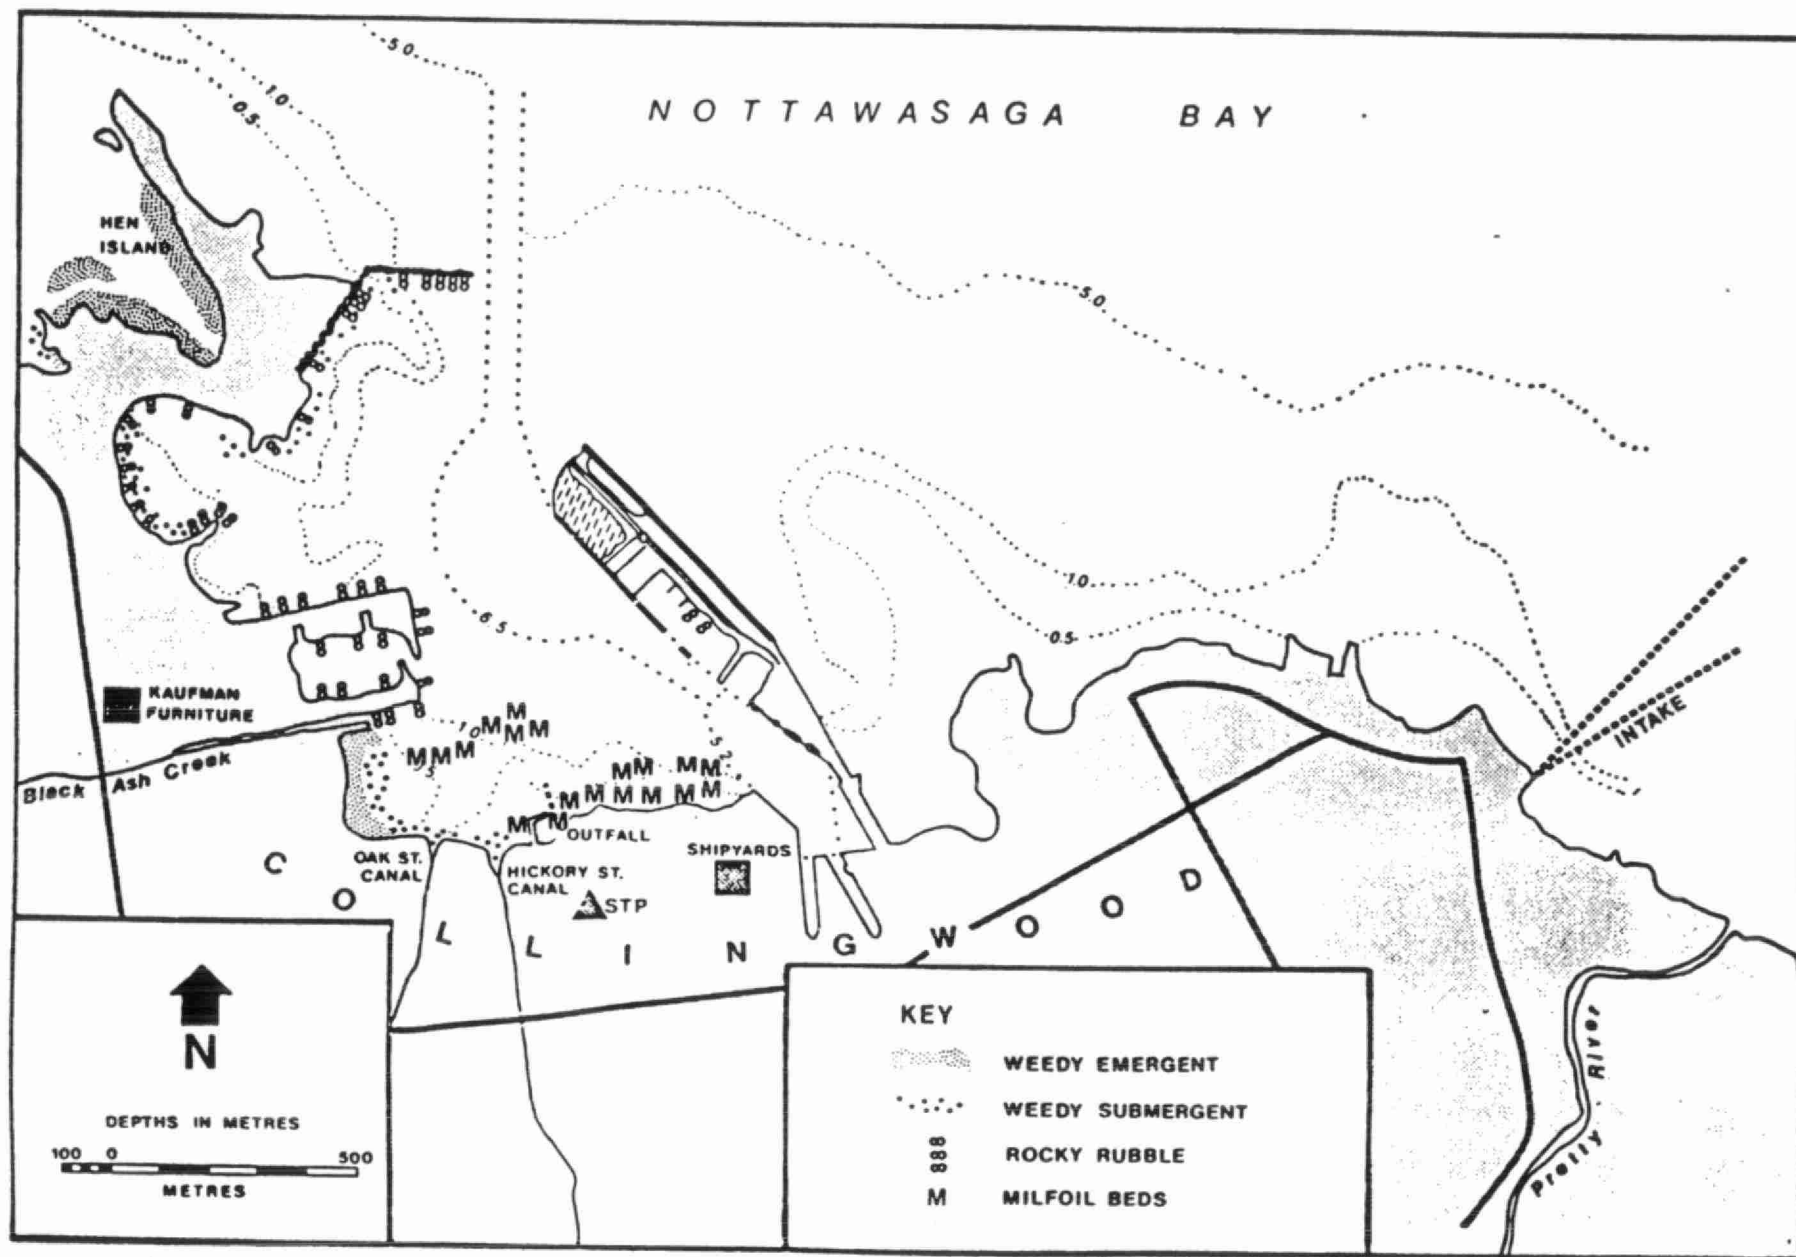 5.0
1.0
0.5
NOTTAWASAGA BAY
HEN
ISLAND
5.0
6.5
1.0
0.5
KAUFMAN
FURNITURE
INTAKE
Black Ash Creek
1.0
M M M M
M M M
M M M M
M M M M M M
M M
OUTFALL
OAK ST.
CANAL
HICKORY ST.
CANAL
SHIPYARDS
STP
COLLINGWOOD
N
DEPTHS IN METRES
100 0 500
METRES
KEY
WEEDY EMERGENT
WEEDY SUBMERGENT
ROCKY RUBBLE
M MILFOIL BEDS
Pretty River